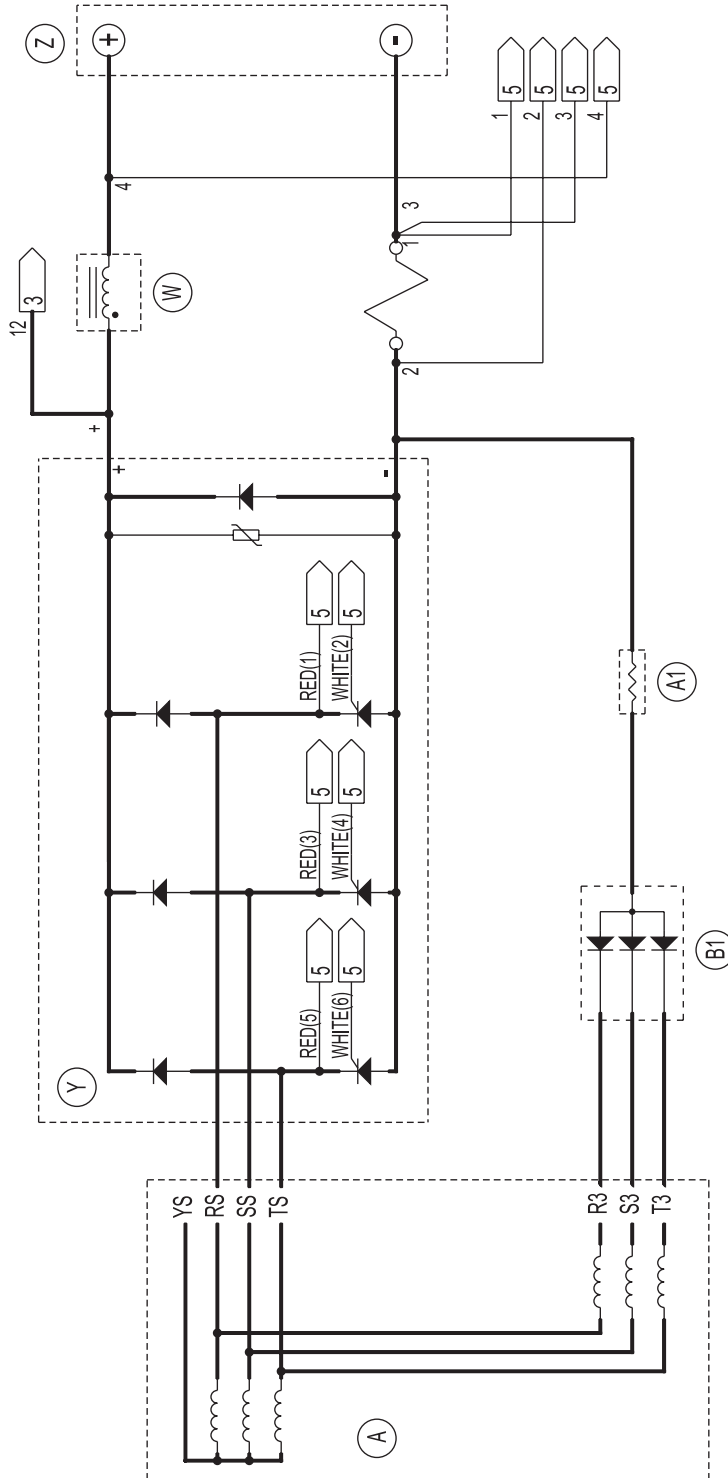 Z
+
-
1
5
2
5
3
5
4
5
4
3
1
12
3
W
2
+
+
-
RED(1)
5
WHITE(2)
5
A1
RED(3)
5
WHITE(4)
5
RED(5)
5
WHITE(6)
5
B1
Y
YS
RS
SS
TS
R3
S3
T3
A